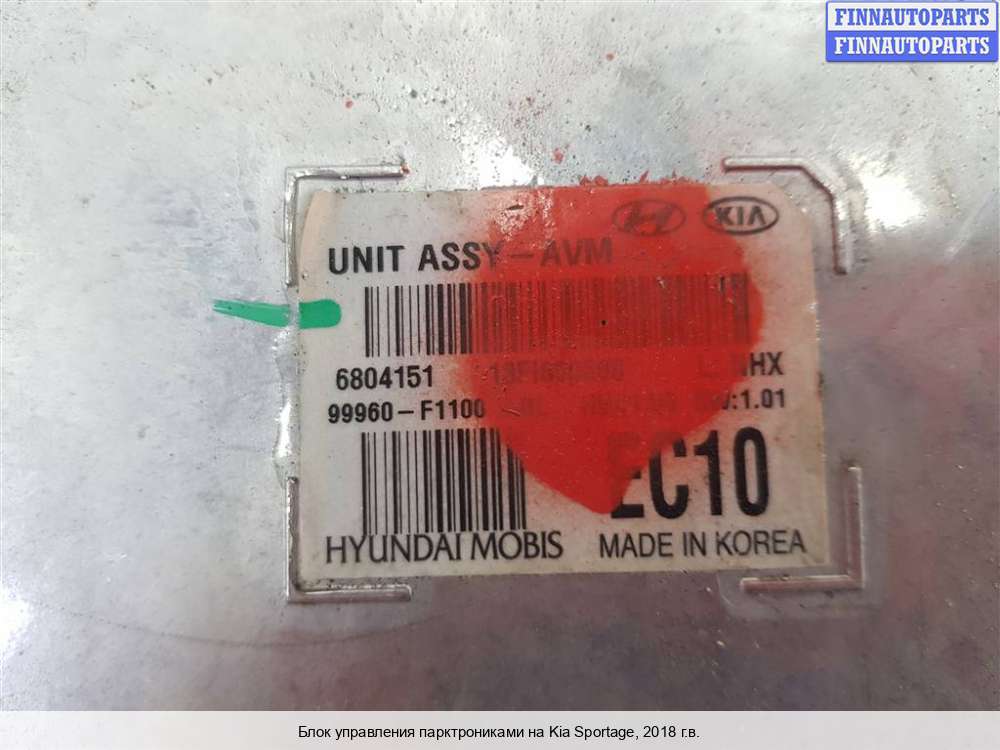 FINNAUTOPARTS
FINNAUTOPARTS
KIA
UNIT ASSY-AVM
6804151
99960-F1100
EC10
HYUNDAI MOBIS MADE IN KOREA
Блок управления парктрониками на Kia Sportage, 2018 г.в.